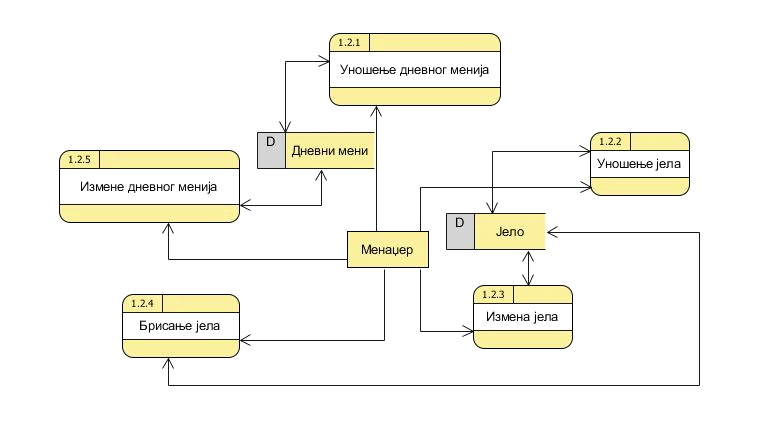 1.2.1
Уношење дневног менија
D
Дневни мени
1.2.2
Уношење јела
1.2.5
Измене дневног менија
D
Јело
Менаџер
1.2.3
Измена јела
1.2.4
Брисање јела